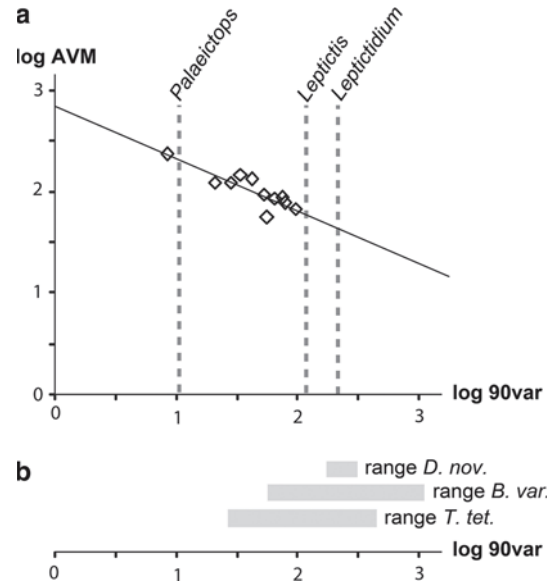 a
log AVM
Palaeictops
Leptictis
Leptictidium
3
2
1
0
0 1 2 3
log 90var
b
range D. nov.
range B. var.
range T. tet.
log 90var
0 1 2 3